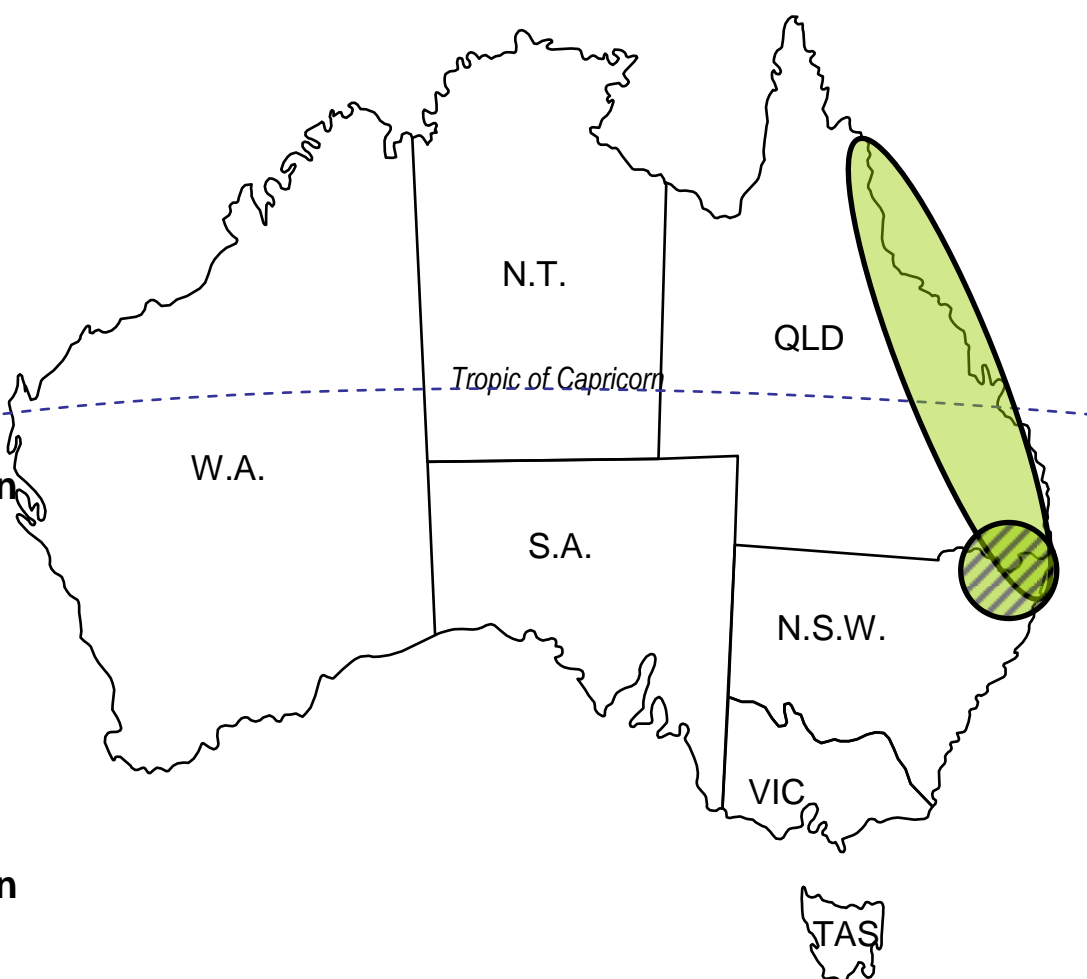 N.T.
QLD
Tropic of Capricorn
W.A.
n
S.A.
N.S.W.
VIC
n
TAS